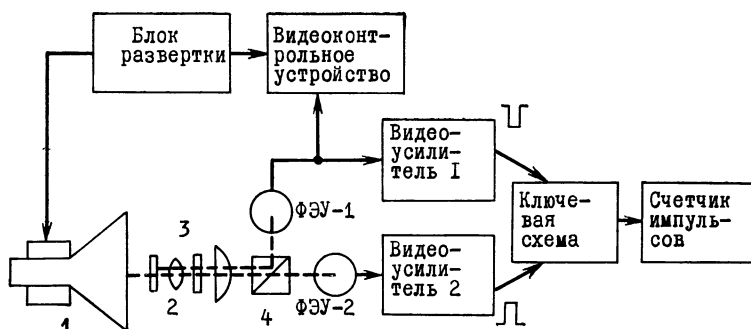 Блок
развертки
Видеоконт-
рольное
устройство
Видео-
усили-
тель I
ФЭУ-1
Ключе-
вая
схема
Счетчик
импуль-
сов
3
Видео-
усили-
тель 2
ФЭУ-2
2
4
1